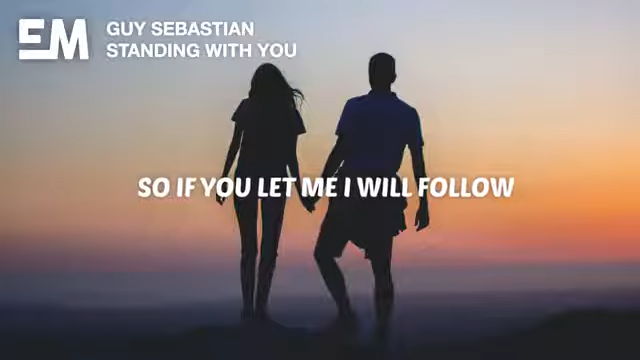 EM
GUY SEBASTIAN
STANDING WITH YOU
SO IF YOU LET ME I WILL FOLLOW